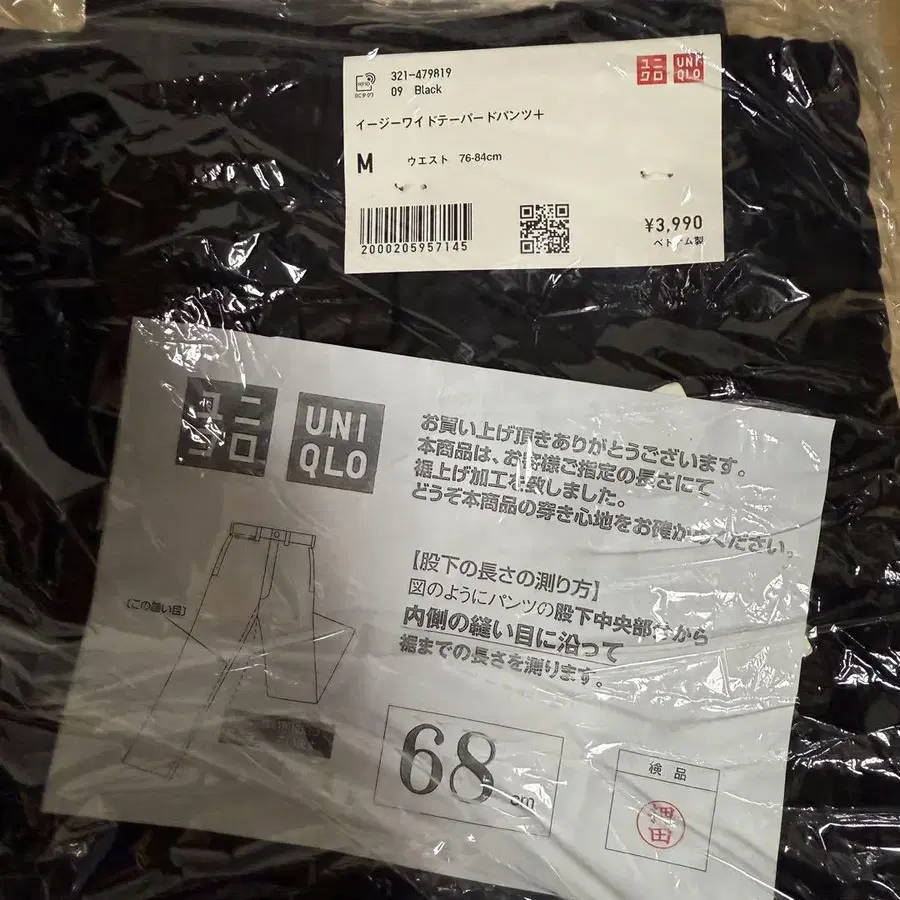 321-479819
09 Black
ユニ
クロ
UNI
QLO
イージーワイドテーパードパンツ+
M ウエスト 76-84cm
2000205957145
¥3,990
ベトナム製
ユニ
クロ
UNI
QLO
お買い上げ頂きありがとうございます。
本商品は、お客様ご指定の長さにて
裾上げ加工を致しました。
どうぞ本商品の穿き心地をお確かめください。
【股下の長さの測り方】
図のようにパンツの股下中央部分から
内側の縫い目に沿って
裾までの長さを測ります。
【この縫い目】
68 cm
検品